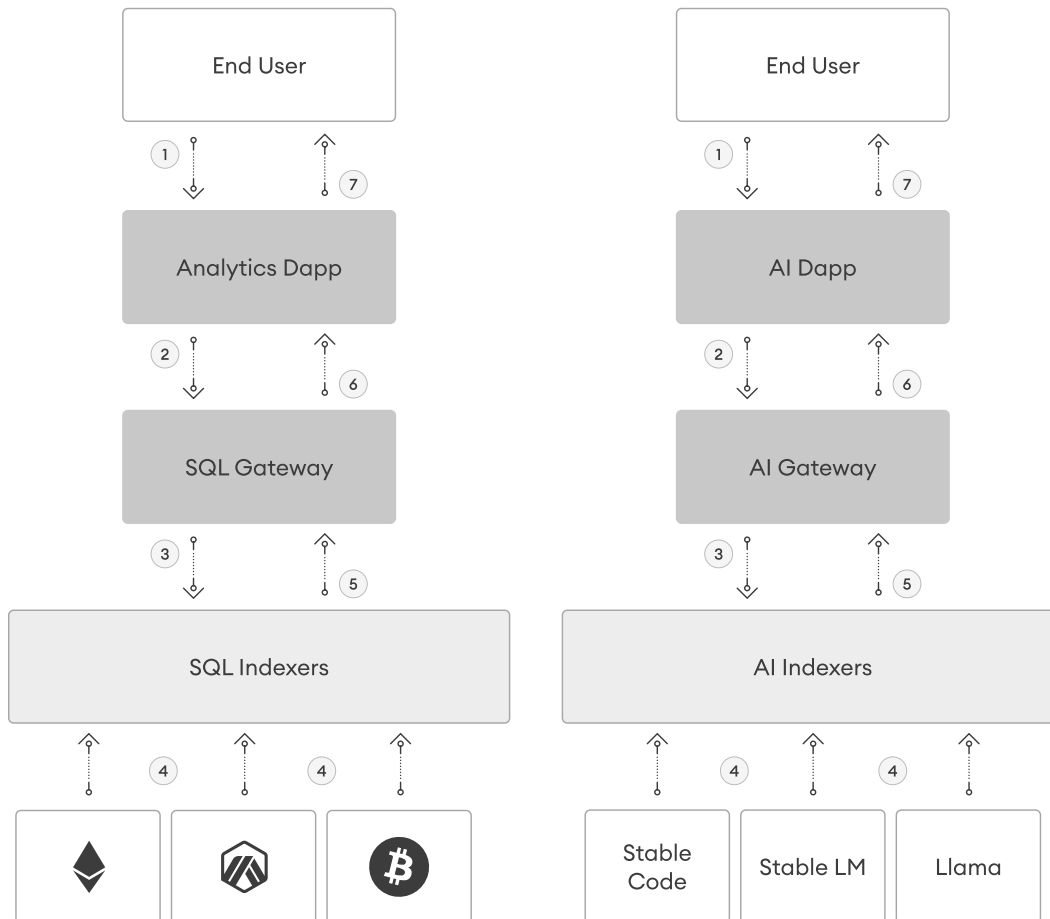 End User
1
7
Analytics Dapp
2
6
SQL Gateway
3
5
SQL Indexers
4
4
End User
1
7
AI Dapp
2
6
AI Gateway
3
5
AI Indexers
4
4
Stable
Code
Stable LM
Llama